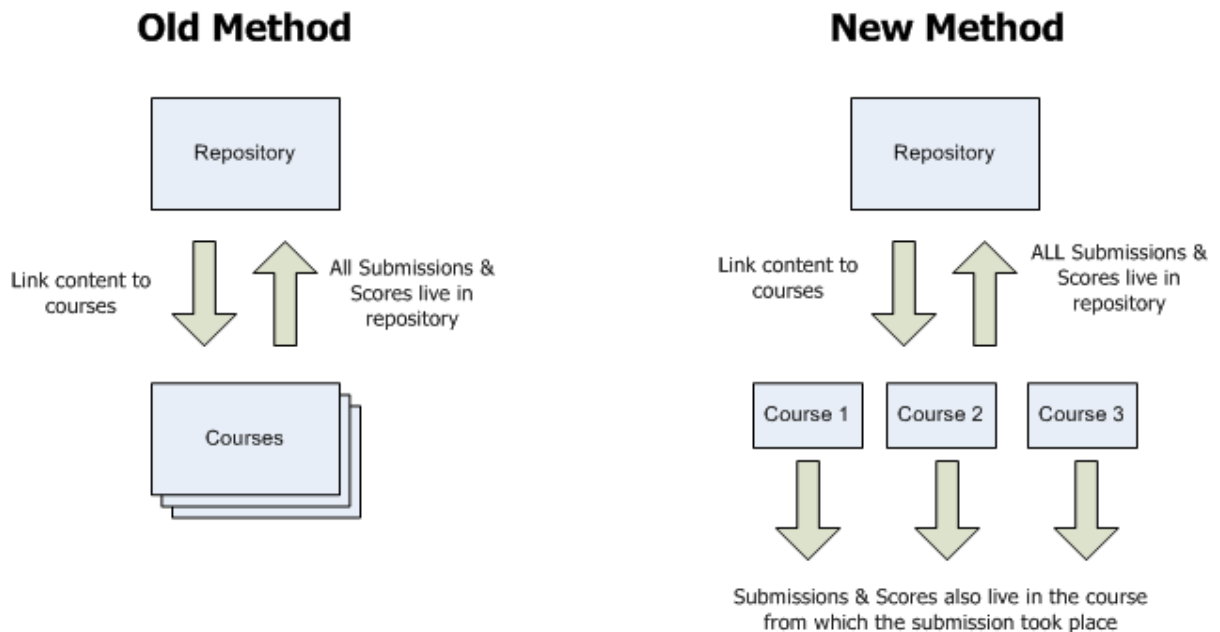 Old Method
Repository
Link content to
courses
All Submissions &
Scores live in
repository
Courses
New Method
Repository
Link content to
courses
ALL Submissions &
Scores live in
repository
Course 1
Course 2
Course 3
Submissions & Scores also live in the course
from which the submission took place